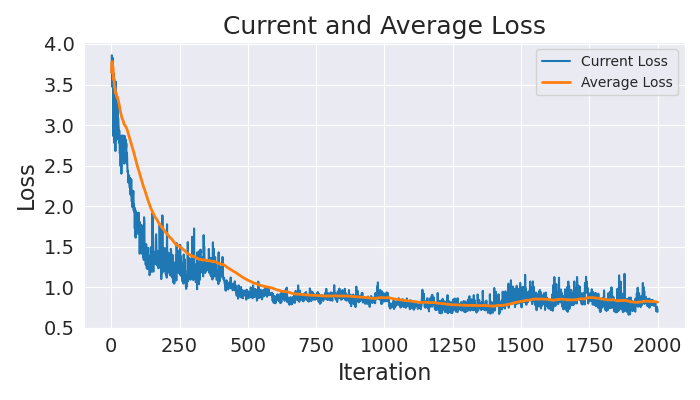 Current and Average Loss
Current Loss
Average Loss
Loss
4.0
3.5
3.0
2.5
2.0
1.5
1.0
0.5
0 250 500 750 1000 1250 1500 1750 2000
Iteration